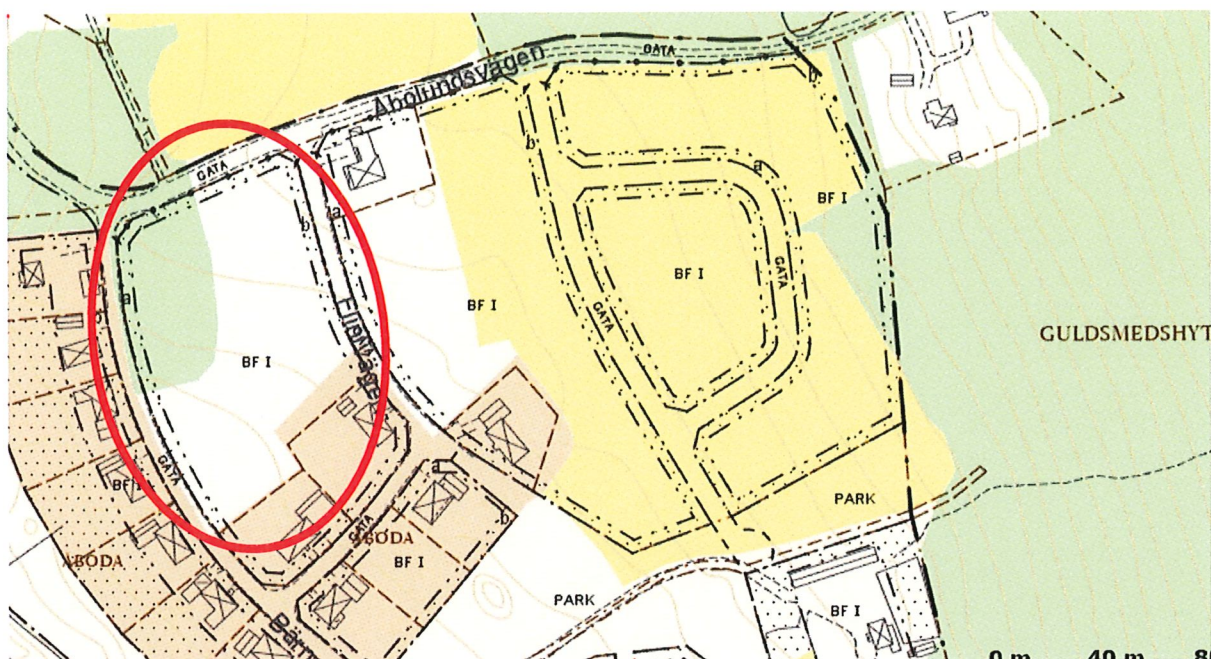 GATA
Åbolundsvägen
b
GATA
b
a
BF I
b
a
BF I
GATA
BF I
BF I
a
GATA
GULDSMEDSHYT
BF I
GATA
BF I
a
PARK
b
GATA
ÅBODA
ÅBODA
BF I
PARK
BF I
0 m
40 m